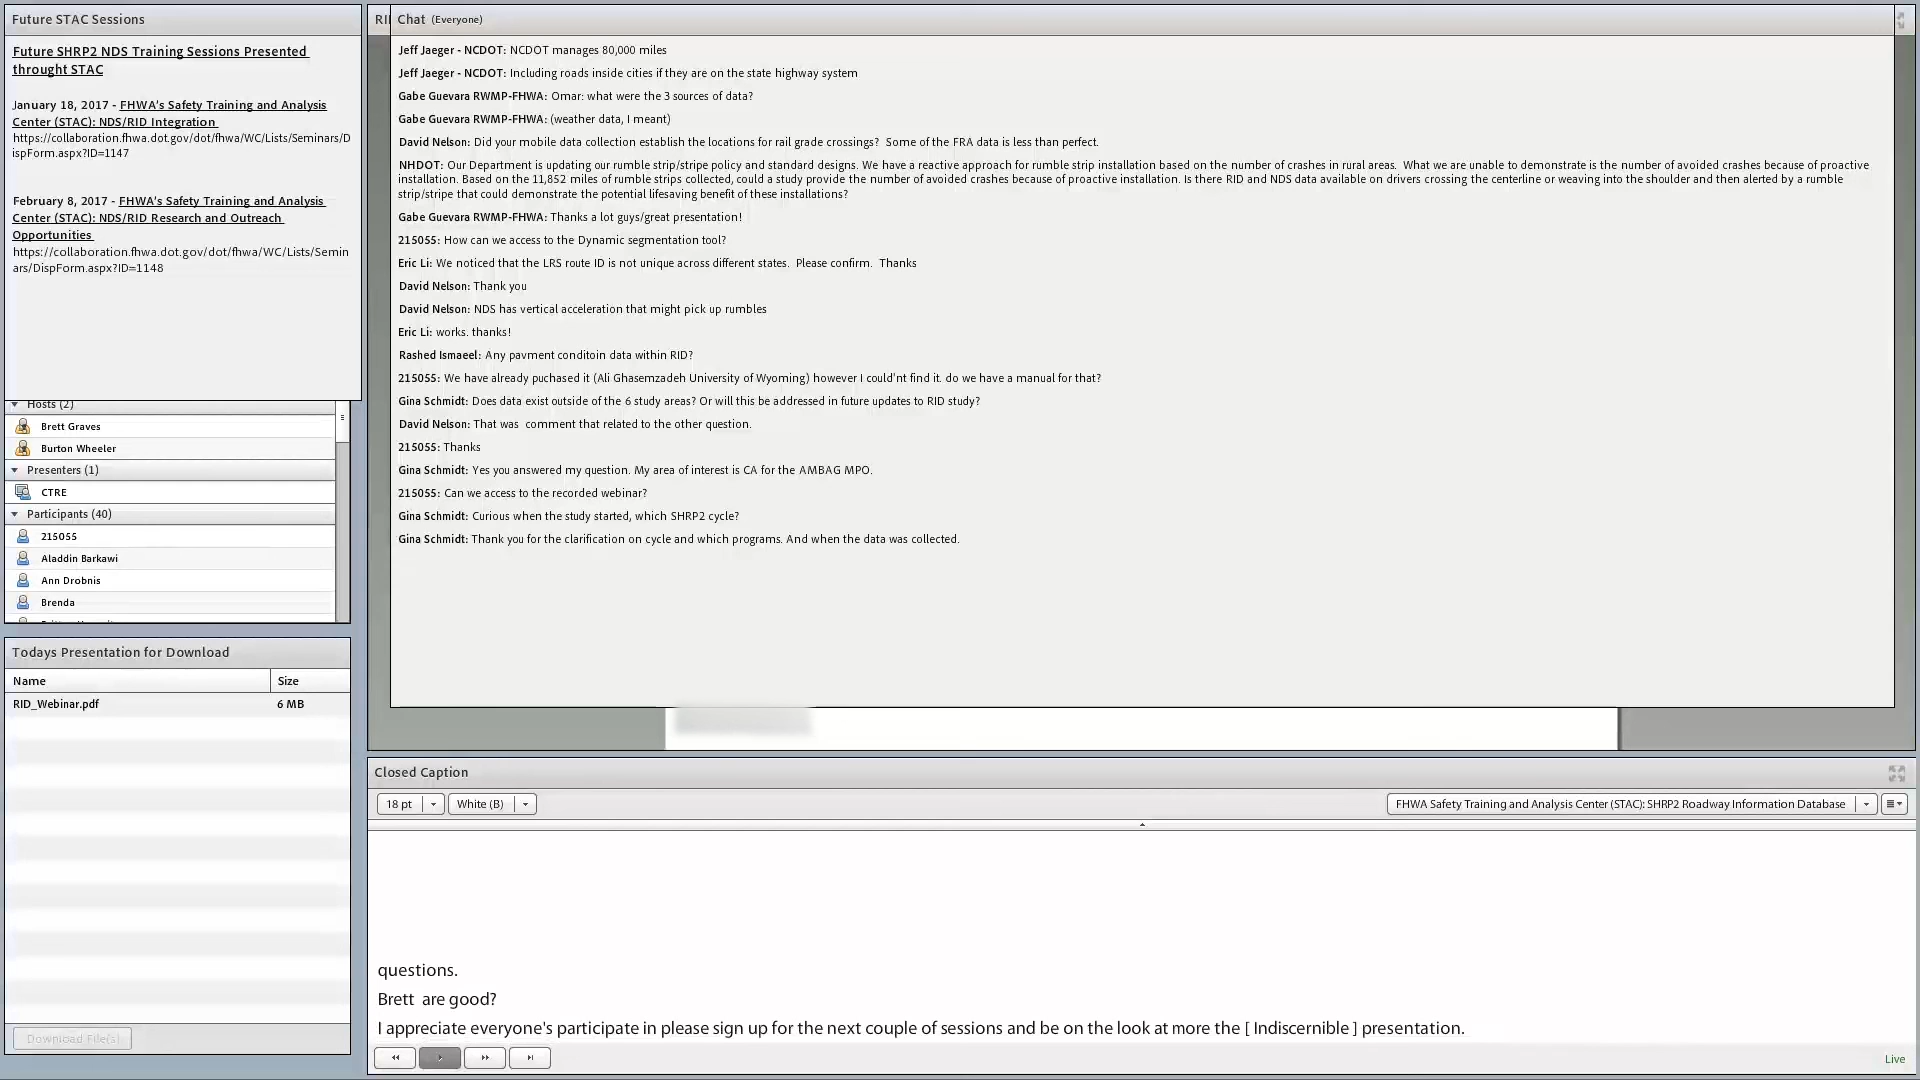 Future STAC Sessions
Future SHRP2 NDS Training Sessions Presented
throught STAC
January 18, 2017 - FHWA's Safety Training and Analysis
Center (STAC): NDS/RID Integration
https://collaboration.fhwa.dot.gov/dot/fhwa/WC/Lists/Seminars/D
ispForm.aspx?ID=1147
February 8, 2017 - FHWA's Safety Training and Analysis
Center (STAC): NDS/RID Research and Outreach
Opportunities
https://collaboration.fhwa.dot.gov/dot/fhwa/WC/Lists/Semin
ars/DispForm.aspx?ID=1148
Hosts (2)
Brett Graves
Burton Wheeler
Presenters (1)
CTRE
Participants (40)
215055
Aladdin Barkawi
Ann Drobnis
Brenda
Todays Presentation for Download
Name Size
RID_Webinar.pdf 6 MB
Download File(s)
Chat (Everyone)
Jeff Jaeger - NCDOT: NCDOT manages 80,000 miles
Jeff Jaeger - NCDOT: Including roads inside cities if they are on the state highway system
Gabe Guevara RWMP-FHWA: Omar: what were the 3 sources of data?
Gabe Guevara RWMP-FHWA: (weather data, I meant)
David Nelson: Did your mobile data collection establish the locations for rail grade crossings? Some of the FRA data is less than perfect.
NHDOT: Our Department is updating our rumble strip/stripe policy and standard designs. We have a reactive approach for rumble strip installation based on the number of crashes in rural areas. What we are unable to demonstrate is the number of avoided crashes because of proactive
installation. Based on the 11,852 miles of rumble strips collected, could a study provide the number of avoided crashes because of proactive installation. Is there RID and NDS data available on drivers crossing the centerline or weaving into the shoulder and then alerted by a rumble
strip/stripe that could demonstrate the potential lifesaving benefit of these installations?
Gabe Guevara RWMP-FHWA: Thanks a lot guys/great presentation!
215055: How can we access to the Dynamic segmentation tool?
Eric Li: We noticed that the LRS route ID is not unique across different states. Please confirm. Thanks
David Nelson: Thank you
David Nelson: NDS has vertical acceleration that might pick up rumbles
Eric Li: works. thanks!
Rashed Ismaeel: Any pavment conditoin data within RID?
215055: We have already puchased it (Ali Ghasemzadeh University of Wyoming) however I could'nt find it. do we have a manual for that?
Gina Schmidt: Does data exist outside of the 6 study areas? Or will this be addressed in future updates to RID study?
David Nelson: That was comment that related to the other question.
215055: Thanks
Gina Schmidt: Yes you answered my question. My area of interest is CA for the AMBAG MPO.
215055: Can we access to the recorded webinar?
Gina Schmidt: Curious when the study started, which SHRP2 cycle?
Gina Schmidt: Thank you for the clarification on cycle and which programs. And when the data was collected.
Closed Caption
18 pt White (B) FHWA Safety Training and Analysis Center (STAC): SHRP2 Roadway Information Database
questions.
Brett are good?
I appreciate everyone's participate in please sign up for the next couple of sessions and be on the look at more the [ Indiscernible ] presentation.
Live